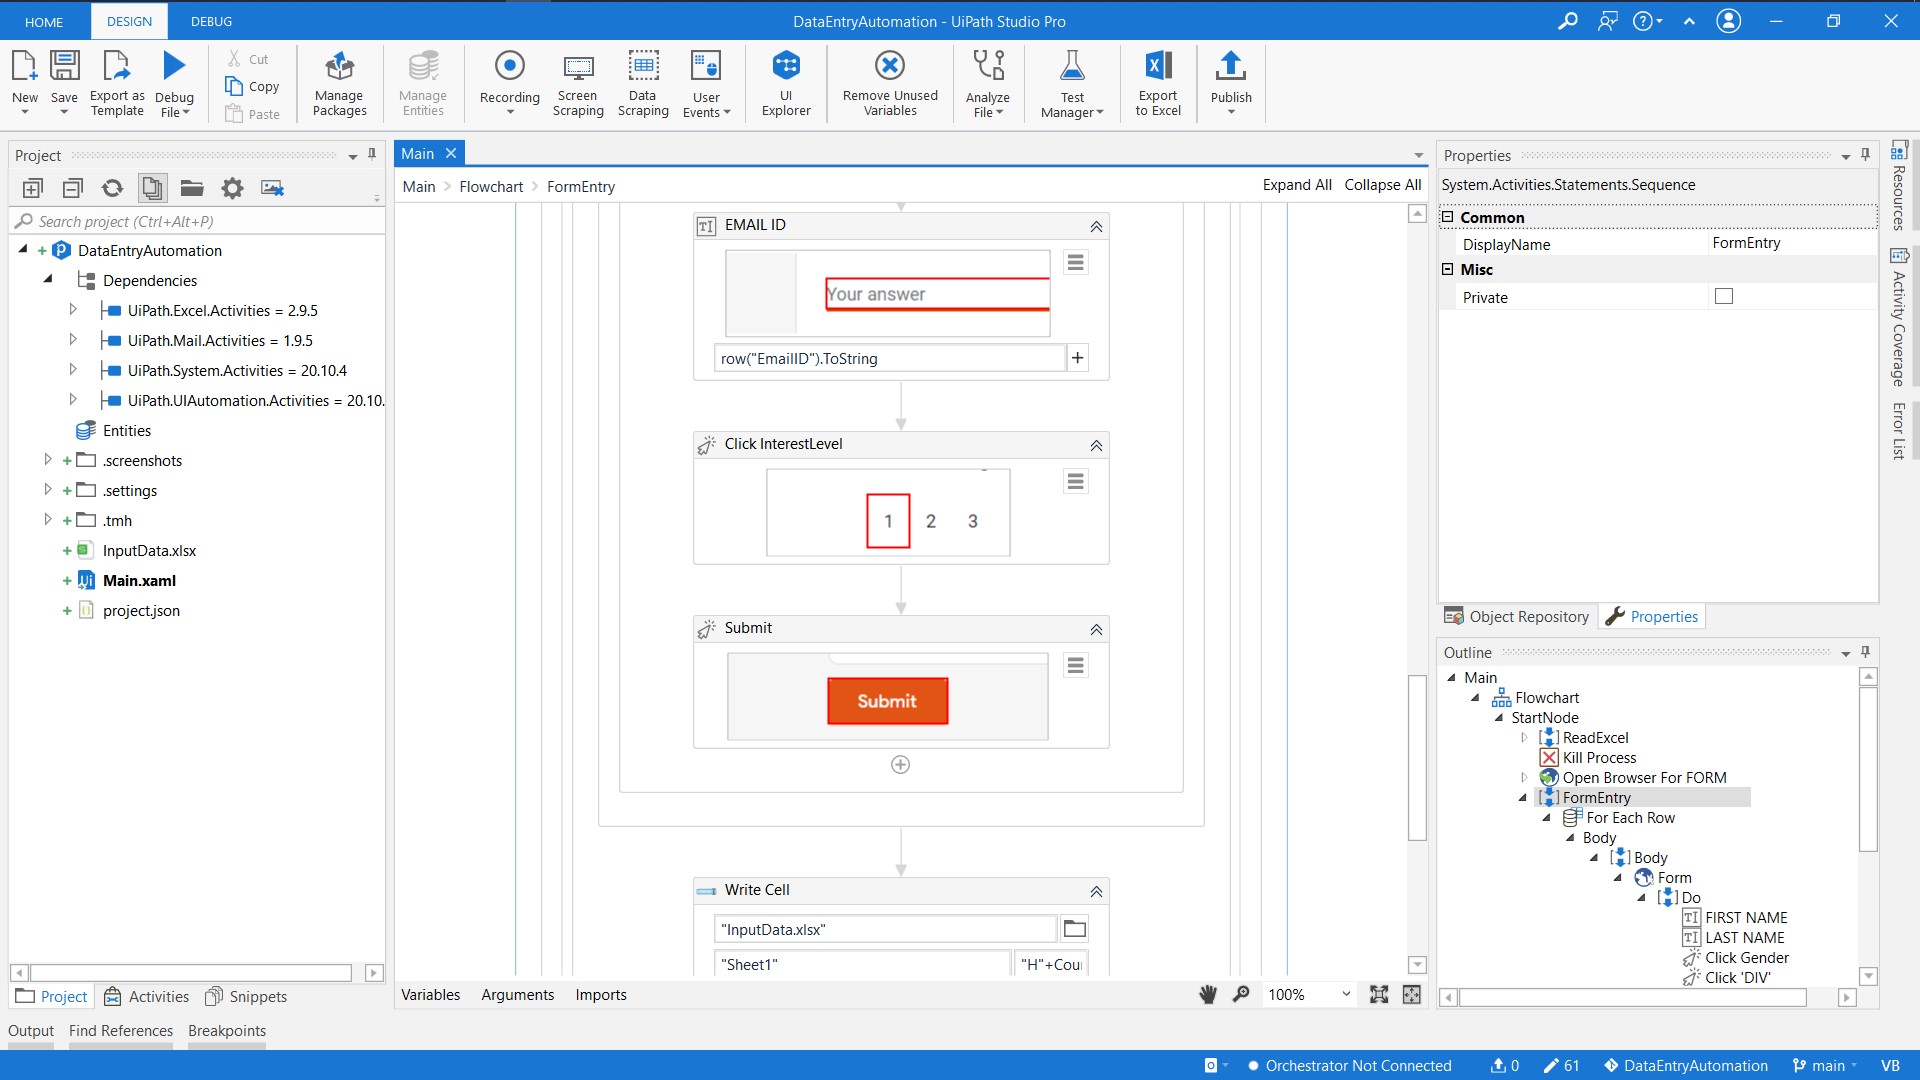 HOME DESIGN DEBUG DataEntryAutomation - UiPath Studio Pro
New Save Export as Template Debug File Cut Copy Paste Manage Packages Manage Entities Recording Screen Scraping Data Scraping User Events UI Explorer Remove Unused Variables Analyze File Test Manager Export to Excel Publish
Project
Search project (Ctrl+Alt+P)
DataEntryAutomation
Dependencies
UiPath.Excel.Activities = 2.9.5
UiPath.Mail.Activities = 1.9.5
UiPath.System.Activities = 20.10.4
UiPath.UIAutomation.Activities = 20.10.
Entities
.screenshots
.settings
.tmh
InputData.xlsx
Main.xaml
project.json
Project Activities Snippets
Main
Main > Flowchart > FormEntry Expand All Collapse All
EMAIL ID
Your answer
row("EmailID").ToString
Click InterestLevel
1 2 3
Submit
Submit
Write Cell
"InputData.xlsx"
"Sheet1" "H"+Cou
Variables Arguments Imports 100%
Properties
System.Activities.Statements.Sequence
Common
DisplayName FormEntry
Misc
Private
Object Repository Properties
Outline
Main
Flowchart
StartNode
ReadExcel
Kill Process
Open Browser For FORM
FormEntry
For Each Row
Body
Body
Form
Do
FIRST NAME
LAST NAME
Click Gender
Click 'DIV'
Resources
Activity Coverage
Error List
Output Find References Breakpoints
Orchestrator Not Connected 0 61 DataEntryAutomation main VB